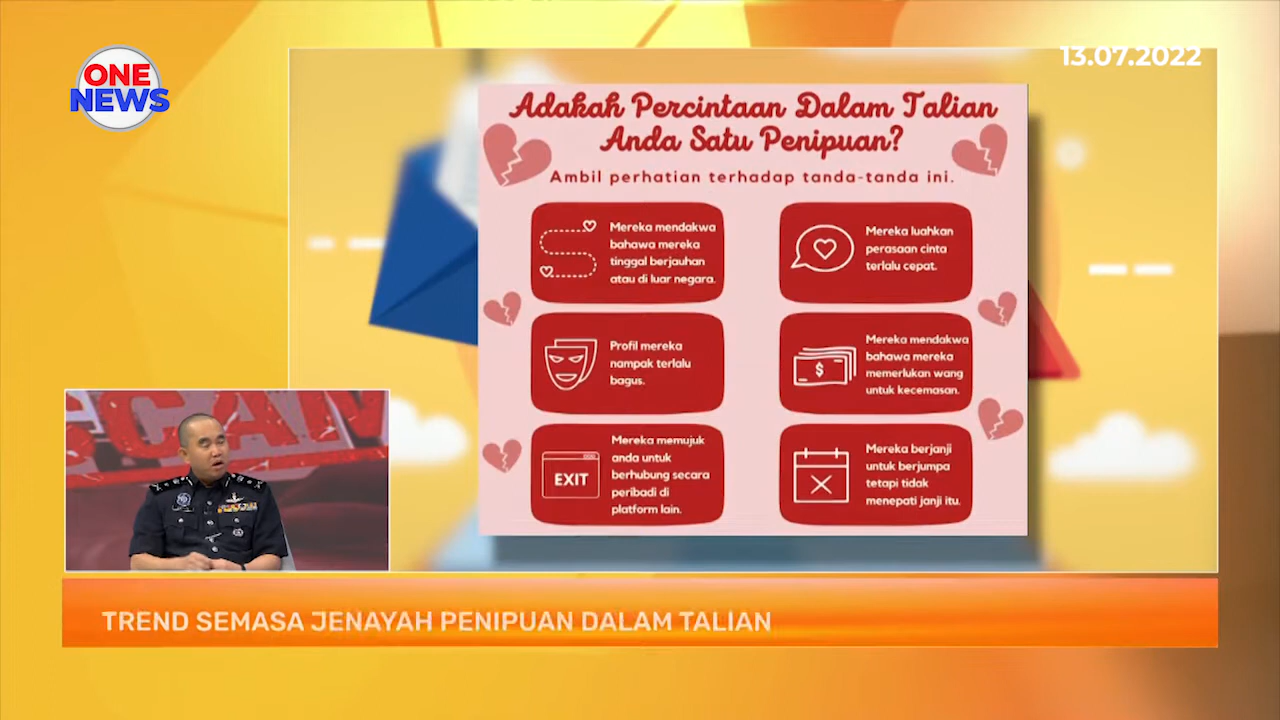 ONE
NEWS
13.07.2022
Adakah Percintaan Dalam Talian
Anda Satu Penipuan?
Ambil perhatian terhadap tanda-tanda ini.
Mereka mendakwa
bahawa mereka
tinggal berjauhan
atau di luar negara.
Mereka luahkan
perasaan cinta
terlalu cepat.
Profil mereka
nampak terlalu
bagus.
$
Mereka mendakwa
bahawa mereka
memerlukan wang
untuk kecemasan.
EXIT
Mereka memujuk
anda untuk
berhubung secara
peribadi di
platform lain.
Mereka berjanji
untuk berjumpa
tetapi tidak
menepati janji itu.
SCAM
TREND SEMASA JENAYAH PENIPUAN DALAM TALIAN